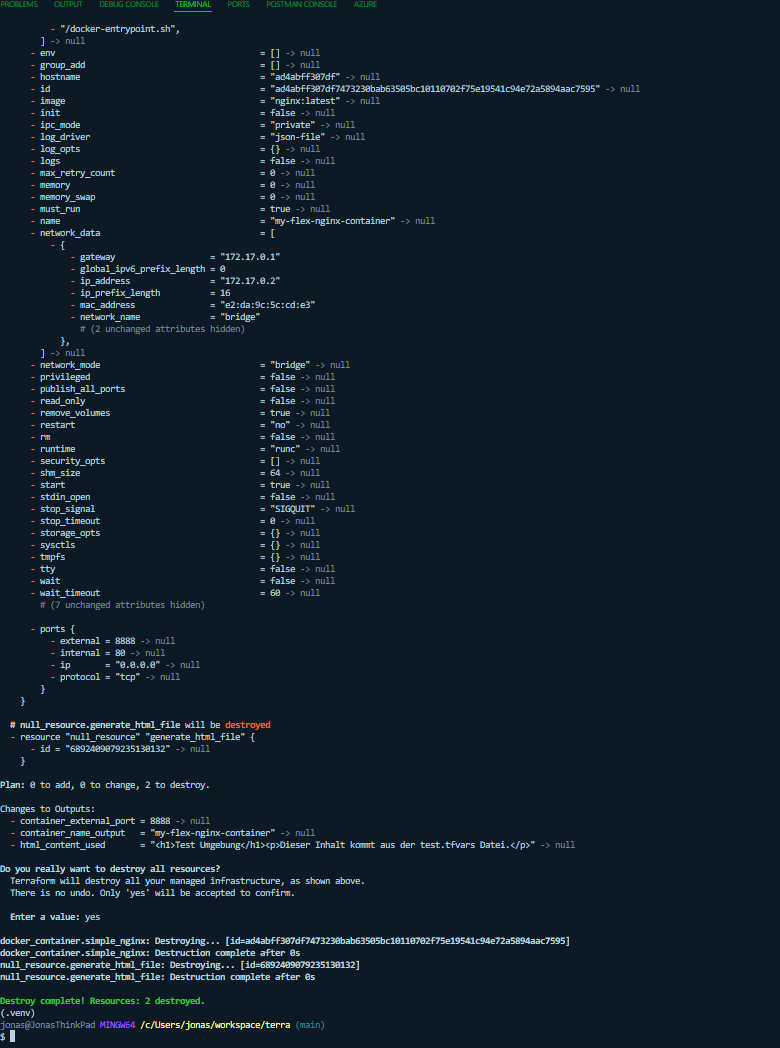 PROBLEMS OUTPUT DEBUG CONSOLE TERMINAL PORTS POSTMAN CONSOLE AZURE
- "/docker-entrypoint.sh",
] -> null
- env = [] -> null
- group_add = [] -> null
- hostname = "ad4abff307df" -> null
- id = "ad4abff307df7473230bab63505bc10110702f75e19541c94e72a5894aac7595" -> null
- image = "nginx:latest" -> null
- init = false -> null
- ipc_mode = "private" -> null
- log_driver = "json-file" -> null
- log_opts = {} -> null
- logs = false -> null
- max_retry_count = 0 -> null
- memory = 0 -> null
- memory_swap = 0 -> null
- must_run = true -> null
- name = "my-flex-nginx-container" -> null
- network_data = [
- {
- gateway = "172.17.0.1"
- global_ipv6_prefix_length = 0
- ip_address = "172.17.0.2"
- ip_prefix_length = 16
- mac_address = "e2:da:9c:5c:cd:e3"
- network_name = "bridge"
# (2 unchanged attributes hidden)
},
] -> null
- network_mode = "bridge" -> null
- privileged = false -> null
- publish_all_ports = false -> null
- read_only = false -> null
- remove_volumes = true -> null
- restart = "no" -> null
- rm = false -> null
- runtime = "runc" -> null
- security_opts = [] -> null
- shm_size = 64 -> null
- start = true -> null
- stdin_open = false -> null
- stop_signal = "SIGQUIT" -> null
- stop_timeout = 0 -> null
- storage_opts = {} -> null
- sysctls = {} -> null
- tmpfs = {} -> null
- tty = false -> null
- wait = false -> null
- wait_timeout = 60 -> null
# (7 unchanged attributes hidden)
- ports {
- external = 8888 -> null
- internal = 80 -> null
- ip = "0.0.0.0" -> null
- protocol = "tcp" -> null
}
}
# null_resource.generate_html_file will be destroyed
- resource "null_resource" "generate_html_file" {
- id = "6892409079235130132" -> null
}
Plan: 0 to add, 0 to change, 2 to destroy.
Changes to Outputs:
- container_external_port = 8888 -> null
- container_name_output = "my-flex-nginx-container" -> null
- html_content_used = "<h1>Test Umgebung</h1><p>Dieser Inhalt kommt aus der test.tfvars Datei.</p>" -> null
Do you really want to destroy all resources?
Terraform will destroy all your managed infrastructure, as shown above.
There is no undo. Only 'yes' will be accepted to confirm.
Enter a value: yes
docker_container.simple_nginx: Destroying... [id=ad4abff307df7473230bab63505bc10110702f75e19541c94e72a5894aac7595]
docker_container.simple_nginx: Destruction complete after 0s
null_resource.generate_html_file: Destroying... [id=6892409079235130132]
null_resource.generate_html_file: Destruction complete after 0s
Destroy complete! Resources: 2 destroyed.
(.venv)
jonas@JonasThinkPad MINGW64 /c/Users/jonas/workspace/terra (main)
$